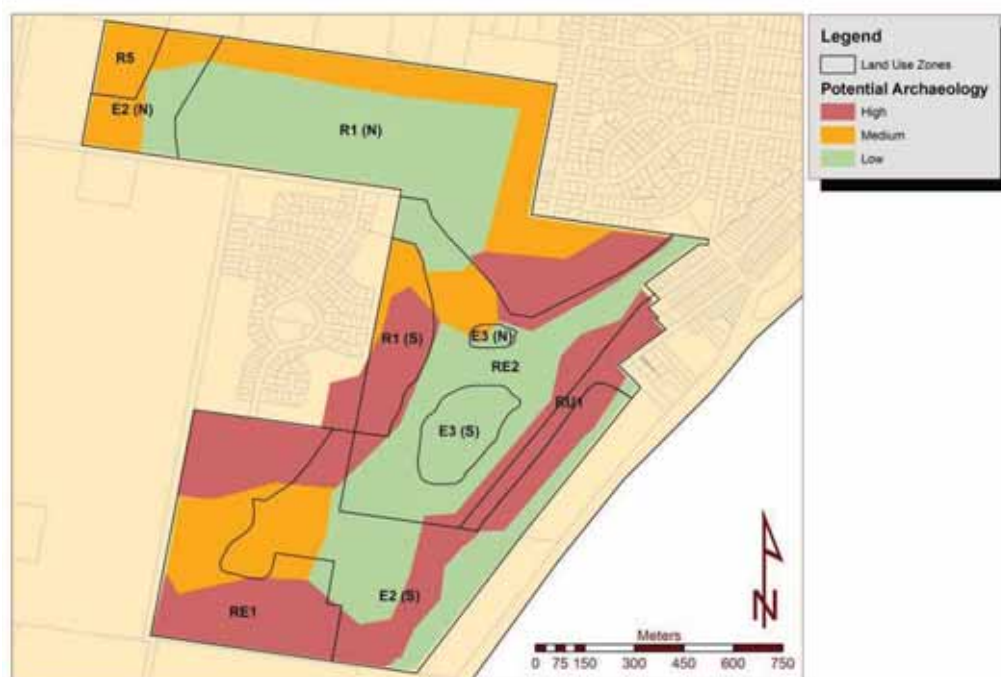 Legend
Land Use Zones
Potential Archaeology
High
Medium
Low
R5
E2 (N)
R1 (N)
R1 (S)
E3 (N)
RE2
RU1
E3 (S)
E2 (S)
RE1
N
Meters
0 75 150 300 450 600 750